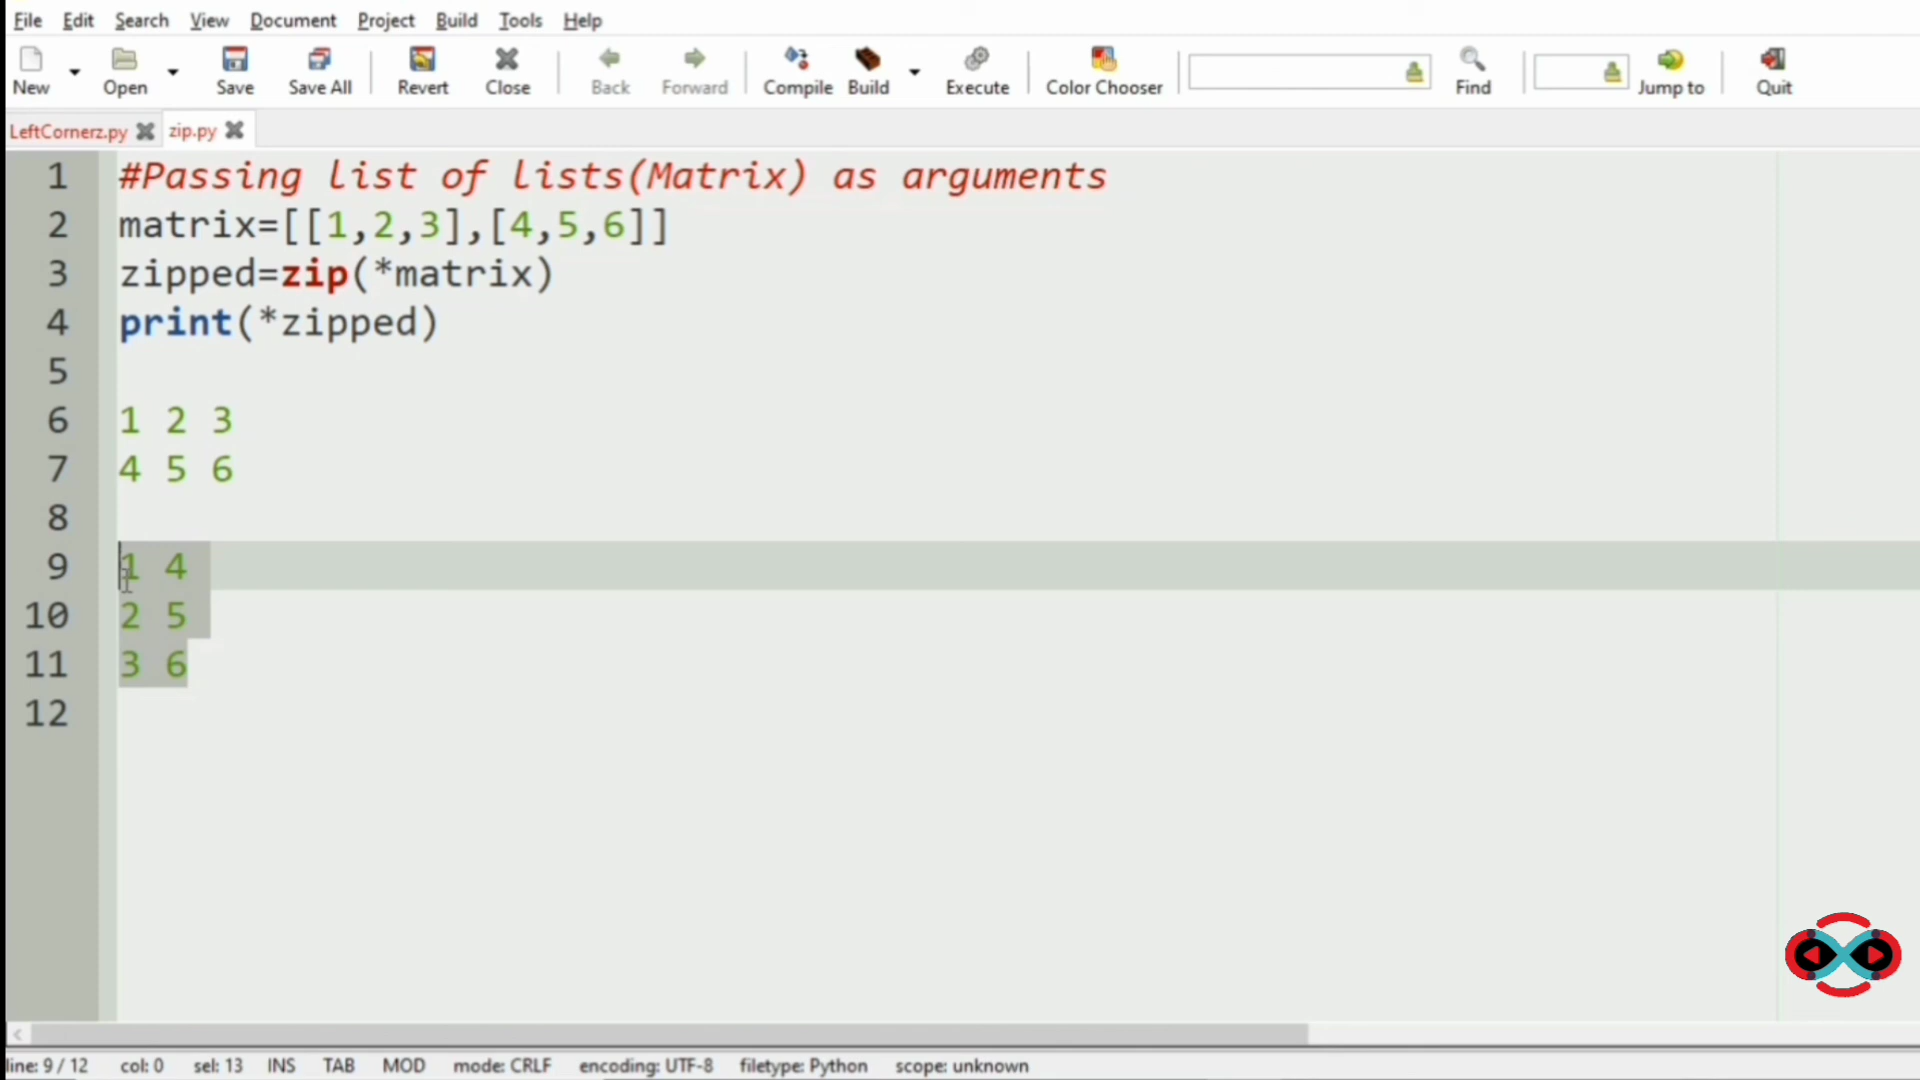 File Edit Search View Document Project Build Tools Help
New Open Save Save All Revert Close Back Forward Compile Build Execute Color Chooser Find Jump to Quit
LeftCornerz.py zip.py
1 #Passing list of lists(Matrix) as arguments
2 matrix=[[1,2,3],[4,5,6]]
3 zipped=zip(*matrix)
4 print(*zipped)
5
6 1 2 3
7 4 5 6
8
9 1 4
10 2 5
11 3 6
12
line: 9 / 12 col: 0 sel: 13 INS TAB MOD mode: CRLF encoding: UTF-8 filetype: Python scope: unknown